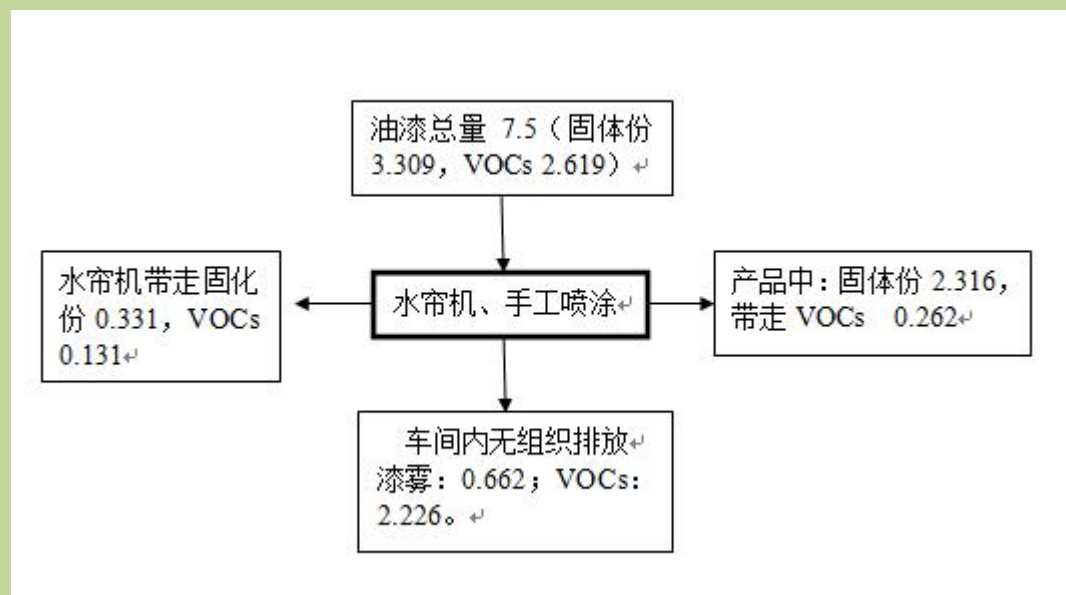 油漆总量 7.5（固体份
3.309，VOCs 2.619）↵
水帘机带走固化
份 0.331，VOCs
0.131↵
水帘机、手工喷涂↵
产品中：固体份 2.316，
带走 VOCs 0.262↵
车间内无组织排放↵
漆雾：0.662；VOCs：
2.226。↵